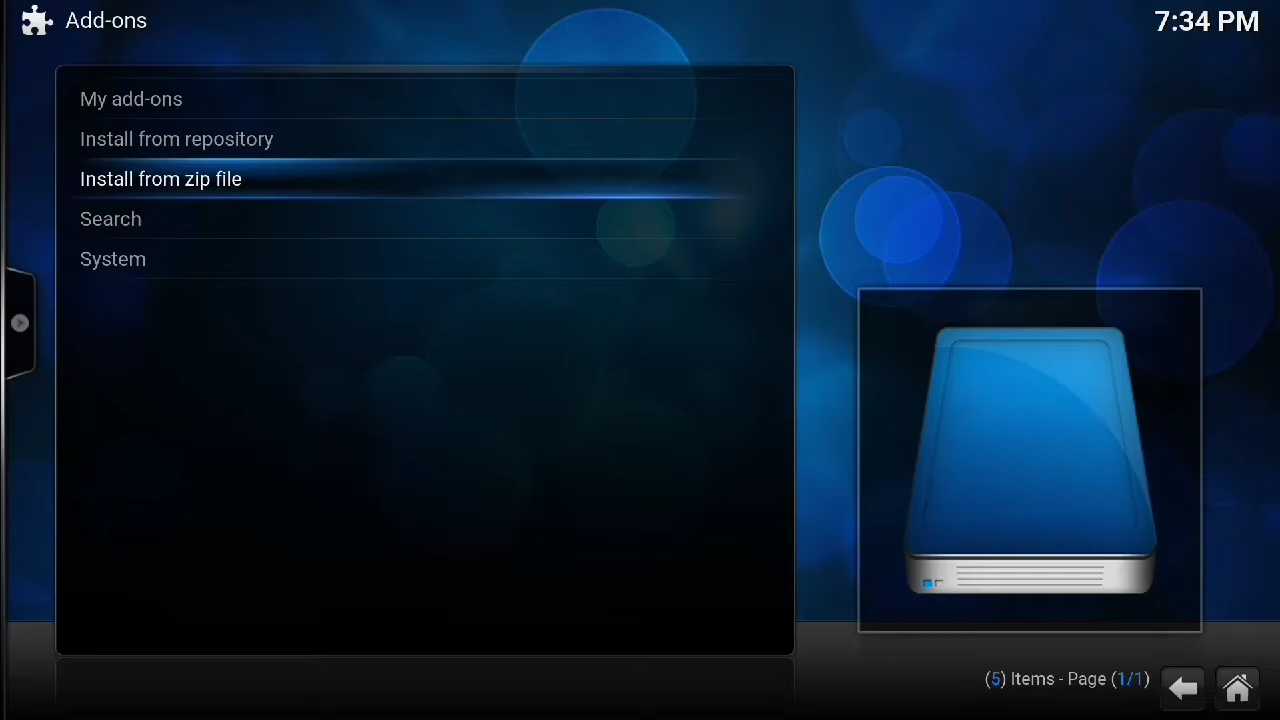 Add-ons
7:34 PM
My add-ons
Install from repository
Install from zip file
Search
System
(5) Items - Page (1/1)